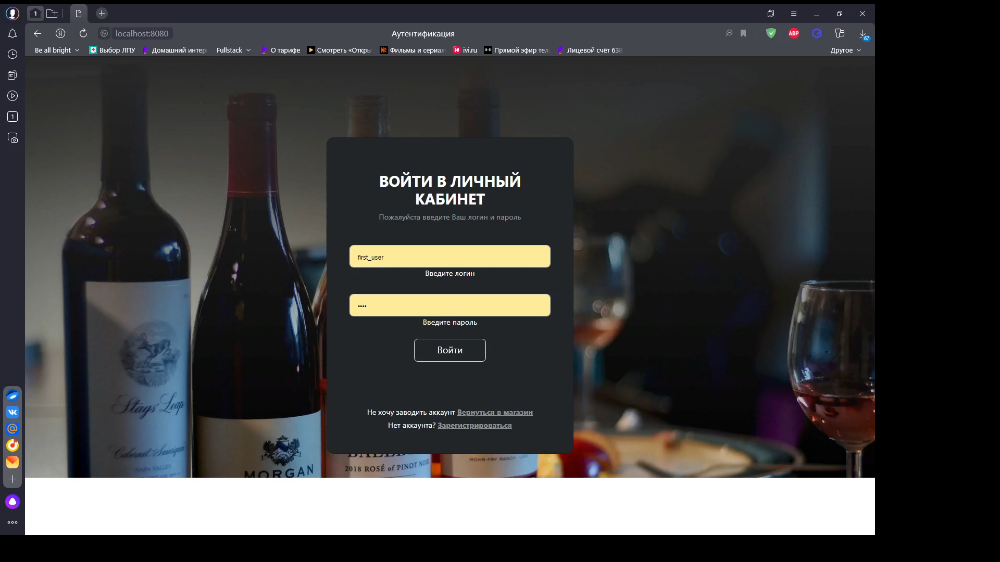 1
localhost:8080
Аутентификация
ABP
67
Be all bright
Выбор ЛПУ
Домашний интер
Fullstack
О тарифе
Смотреть «Откры
Фильмы и сериал
ivi.ru
Прямой эфир тел
Лицевой счёт 638
Другое
1
ВОЙТИ В ЛИЧНЫЙ
КАБИНЕТ
Пожалуйста введите Ваш логин и пароль
first_user
Введите логин
••••
Введите пароль
Войти
Не хочу заводить аккаунт Вернуться в магазин
Нет аккаунта? Зарегистрироваться
Stags' Leap
Cabernet Sauvignon
NAPA VALLEY
MORGAN
2018 ROSÉ of PINOT NOIR
MOHR-FRY RANCH